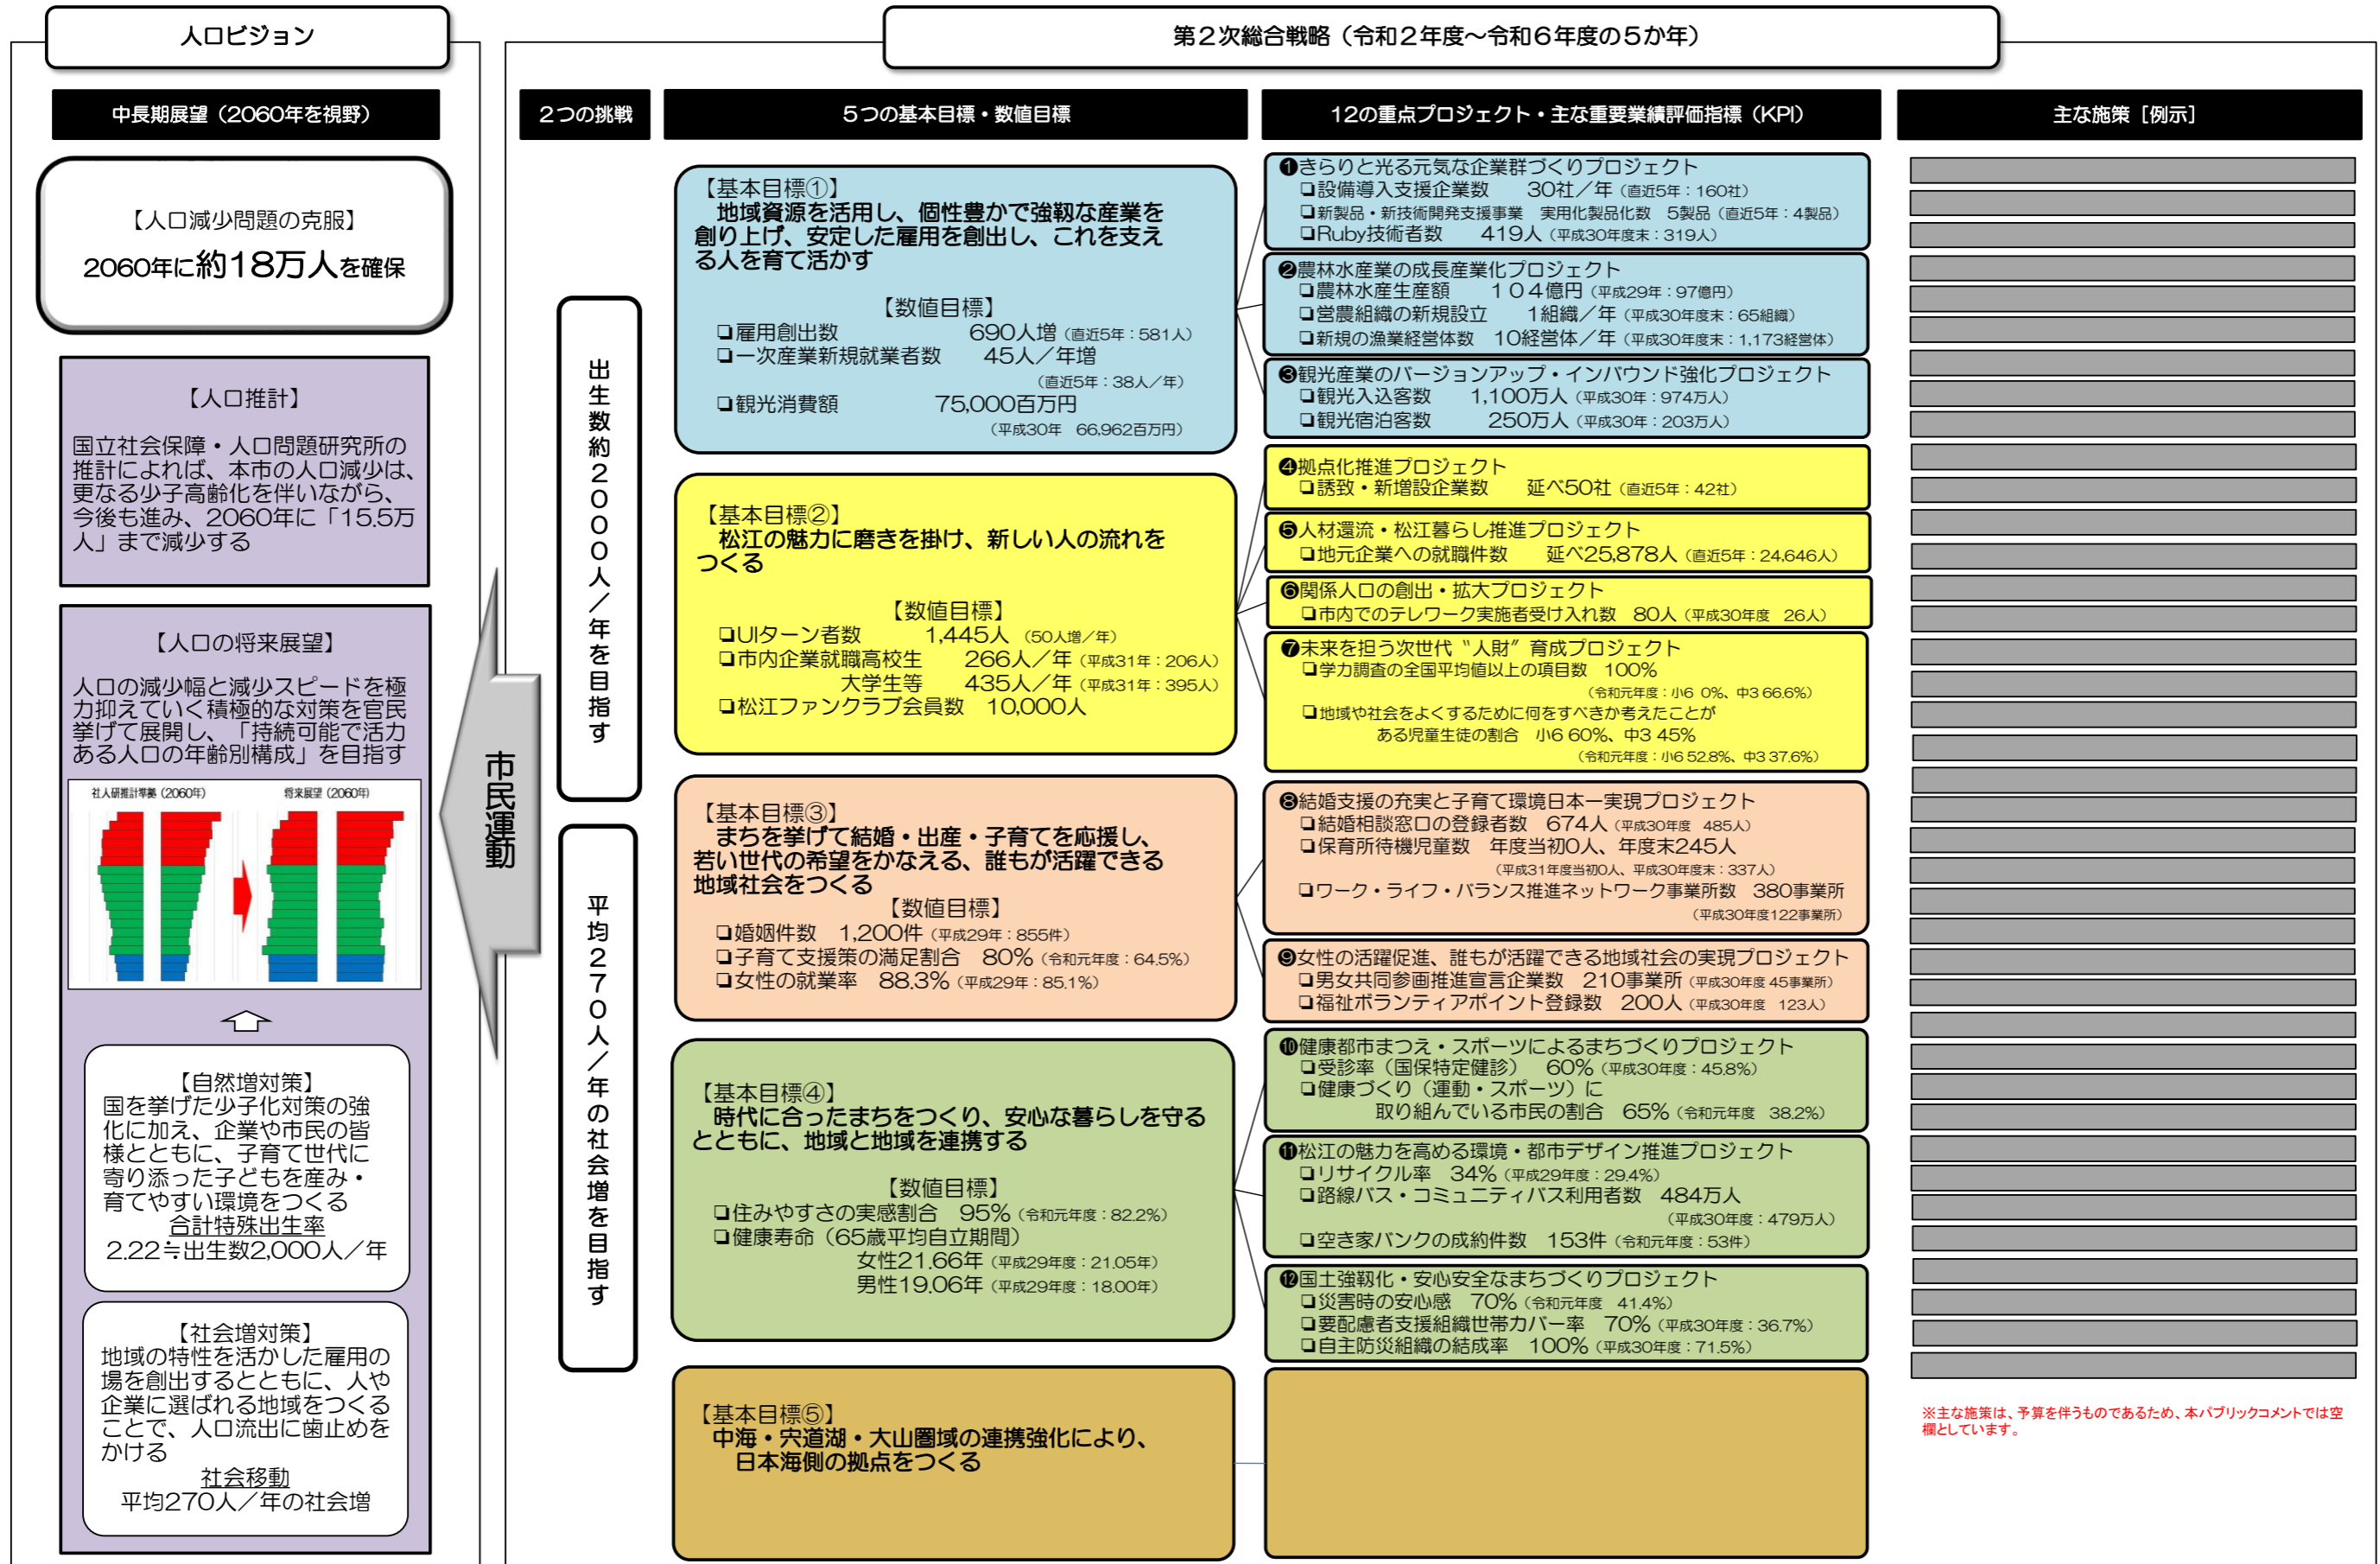 人口ビジョン
中長期展望（2060年を視野）
【人口減少問題の克服】
2060年に約18万人を確保
【人口推計】
国立社会保障・人口問題研究所の
推計によれば、本市の人口減少は、
更なる少子高齢化を伴いながら、
今後も進み、2060年に「15.5万
人」まで減少する
【人口の将来展望】
人口の減少幅と減少スピードを極
力抑えていく積極的な対策を官民
挙げて展開し、「持続可能で活力
ある人口の年齢別構成」を目指す
社人研推計準拠（2060年）
将来展望（2060年）
【自然増対策】
国を挙げた少子化対策の強
化に加え、企業や市民の皆
様とともに、子育て世代に
寄り添った子どもを産み・
育てやすい環境をつくる
合計特殊出生率
2.22≒出生数2,000人／年
【社会増対策】
地域の特性を活かした雇用の
場を創出するとともに、人や
企業に選ばれる地域をつくる
ことで、人口流出に歯止めを
かける
社会移動
平均270人／年の社会増
市民運動
第２次総合戦略（令和２年度～令和６年度の５か年）
２つの挑戦
出生数約２０００人／年を目指す
平均２７０人／年の社会増を目指す
５つの基本目標・数値目標
【基本目標①】
地域資源を活用し、個性豊かで強靱な産業を
創り上げ、安定した雇用を創出し、これを支え
る人を育て活かす
【数値目標】
❏雇用創出数　690人増（直近5年：581人）
❏一次産業新規就業者数　45人／年増
（直近5年：38人／年）
❏観光消費額　75,000百万円
（平成30年　66,962百万円）
【基本目標②】
松江の魅力に磨きを掛け、新しい人の流れを
つくる
【数値目標】
❏UIターン者数　1,445人（50人増／年）
❏市内企業就職高校生　266人／年（平成31年：206人）
大学生等　435人／年（平成31年：395人）
❏松江ファンクラブ会員数　10,000人
【基本目標③】
まちを挙げて結婚・出産・子育てを応援し、
若い世代の希望をかなえる、誰もが活躍できる
地域社会をつくる
【数値目標】
❏婚姻件数　1,200件（平成29年：855件）
❏子育て支援策の満足割合　80%（令和元年度：64.5%）
❏女性の就業率　88.3%（平成29年：85.1%）
【基本目標④】
時代に合ったまちをつくり、安心な暮らしを守る
とともに、地域と地域を連携する
【数値目標】
❏住みやすさの実感割合　95%（令和元年度：82.2%）
❏健康寿命（65歳平均自立期間）
女性21.66年（平成29年度：21.05年）
男性19.06年（平成29年度：18.00年）
【基本目標⑤】
中海・宍道湖・大山圏域の連携強化により、
日本海側の拠点をつくる
12の重点プロジェクト・主な重要業績評価指標（KPI）
❶きらりと光る元気な企業群づくりプロジェクト
❏設備導入支援企業数　30社／年（直近5年：160社）
❏新製品・新技術開発支援事業　実用化製品化数　5製品（直近5年：4製品）
❏Ruby技術者数　419人（平成30年度末：319人）
❷農林水産業の成長産業化プロジェクト
❏農林水産生産額　１０４億円（平成29年：97億円）
❏営農組織の新規設立　1組織／年（平成30年度末：65組織）
❏新規の漁業経営体数　10経営体／年（平成30年度末：1,173経営体）
❸観光産業のバージョンアップ・インバウンド強化プロジェクト
❏観光入込客数　1,100万人（平成30年：974万人）
❏観光宿泊客数　250万人（平成30年：203万人）
❹拠点化推進プロジェクト
❏誘致・新増設企業数　延べ50社（直近5年：42社）
❺人材還流・松江暮らし推進プロジェクト
❏地元企業への就職件数　延べ25,878人（直近5年：24,646人）
❻関係人口の創出・拡大プロジェクト
❏市内でのテレワーク実施者受け入れ数　80人（平成30年度　26人）
❼未来を担う次世代〝人財〞育成プロジェクト
❏学力調査の全国平均値以上の項目数　100%
（令和元年度：小6 0%、中3 66.6%）
❏地域や社会をよくするために何をすべきか考えたことが
ある児童生徒の割合　小6 60%、中3 45%
（令和元年度：小6 52.8%、中3 37.6%）
❽結婚支援の充実と子育て環境日本一実現プロジェクト
❏結婚相談窓口の登録者数　674人（平成30年度　485人）
❏保育所待機児童数　年度当初0人、年度末245人
（平成31年度当初0人、平成30年度末：337人）
❏ワーク・ライフ・バランス推進ネットワーク事業所数　380事業所
（平成30年度122事業所）
❾女性の活躍促進、誰もが活躍できる地域社会の実現プロジェクト
❏男女共同参画推進宣言企業数　210事業所（平成30年度 45事業所）
❏福祉ボランティアポイント登録数　200人（平成30年度　123人）
❿健康都市まつえ・スポーツによるまちづくりプロジェクト
❏受診率（国保特定健診）　60%（平成30年度：45.8%）
❏健康づくり（運動・スポーツ）に
取り組んでいる市民の割合　65%（令和元年度　38.2%）
⓫松江の魅力を高める環境・都市デザイン推進プロジェクト
❏リサイクル率　34%（平成29年度：29.4%）
❏路線バス・コミュニティバス利用者数　484万人
（平成30年度：479万人）
❏空き家バンクの成約件数　153件（令和元年度：53件）
⓬国土強靱化・安心安全なまちづくりプロジェクト
❏災害時の安心感　70%（令和元年度　41.4%）
❏要配慮者支援組織世帯カバー率　70%（平成30年度：36.7%）
❏自主防災組織の結成率　100%（平成30年度：71.5%）
主な施策［例示］
※主な施策は、予算を伴うものであるため、本パブリックコメントでは空
欄としています。